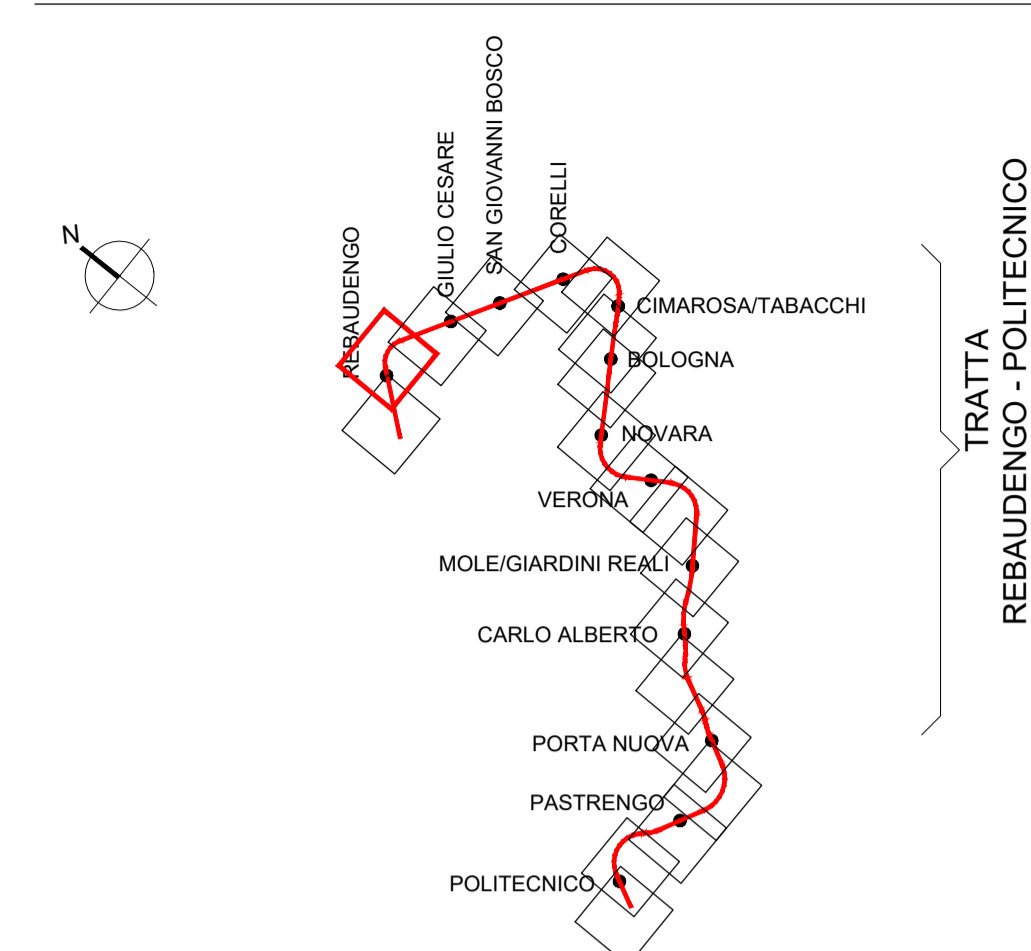 N
REBAUDENGO
GIULIO CESARE
SAN GIOVANNI BOSCO
CORELLI
CIMAROSA/TABACCHI
BOLOGNA
NOVARA
VERONA
MOLE/GIARDINI REALI
CARLO ALBERTO
PORTA NUOVA
PASTRENGO
POLITECNICO
TRATTA
REBAUDENGO - POLITECNICO